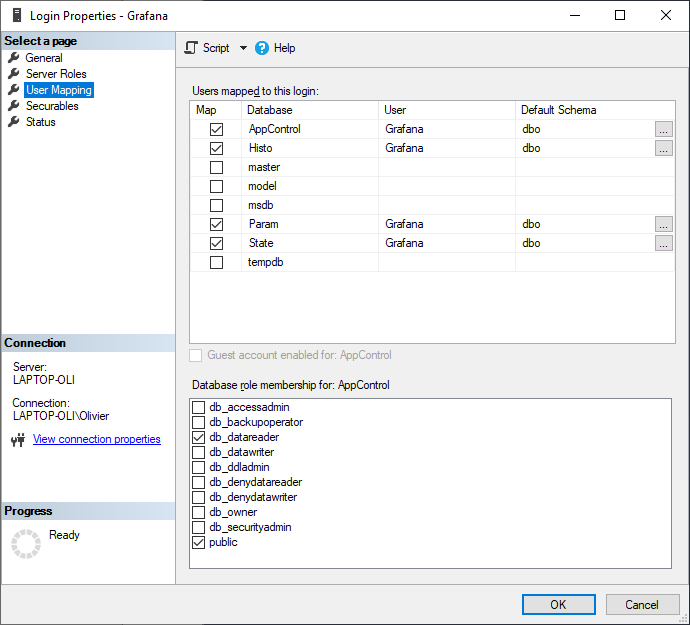 Login Properties - Grafana
Select a page
General
Server Roles
User Mapping
Securables
Status
Connection
Server:
LAPTOP-OLI
Connection:
LAPTOP-OLI\Olivier
View connection properties
Progress
Ready
Script Help
Users mapped to this login:
Map Database User Default Schema
AppControl Grafana dbo ...
Histo Grafana dbo ...
master
model
msdb
Param Grafana dbo ...
State Grafana dbo ...
tempdb
Guest account enabled for: AppControl
Database role membership for: AppControl
db_accessadmin
db_backupoperator
db_datareader
db_datawriter
db_ddladmin
db_denydatareader
db_denydatawriter
db_owner
db_securityadmin
public
OK Cancel